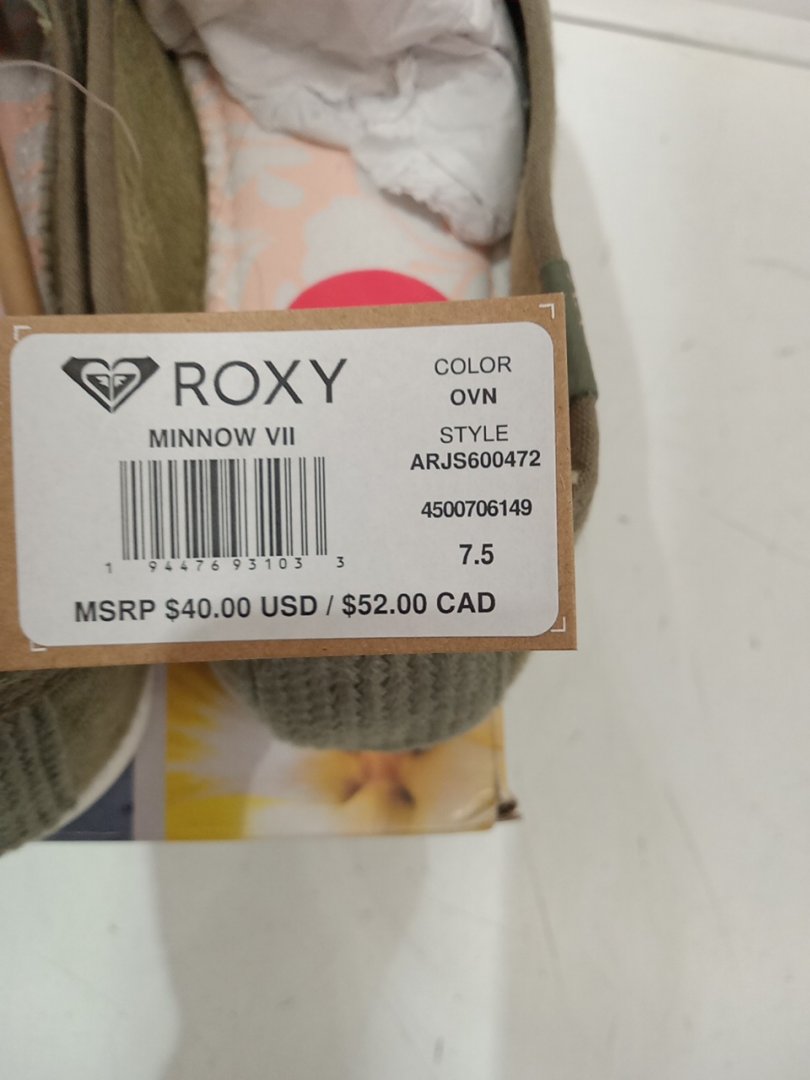 ROXY
MINNOW VII
1 94476 93103 3
MSRP $40.00 USD / $52.00 CAD
COLOR
OVN
STYLE
ARJS600472
4500706149
7.5